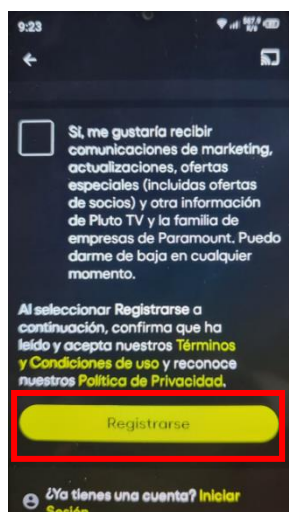 9:23
Sí, me gustaría recibir
comunicaciones de marketing,
actualizaciones, ofertas
especiales (incluidas ofertas
de socios) y otra información
de Pluto TV y la familia de
empresas de Paramount. Puedo
darme de baja en cualquier
momento.
Al seleccionar Registrarse a
continuación, confirma que ha
leído y acepta nuestros Términos
y Condiciones de uso y reconoce
nuestros Política de Privacidad.
Registrarse
¿Ya tienes una cuenta? Iniciar
Sesión